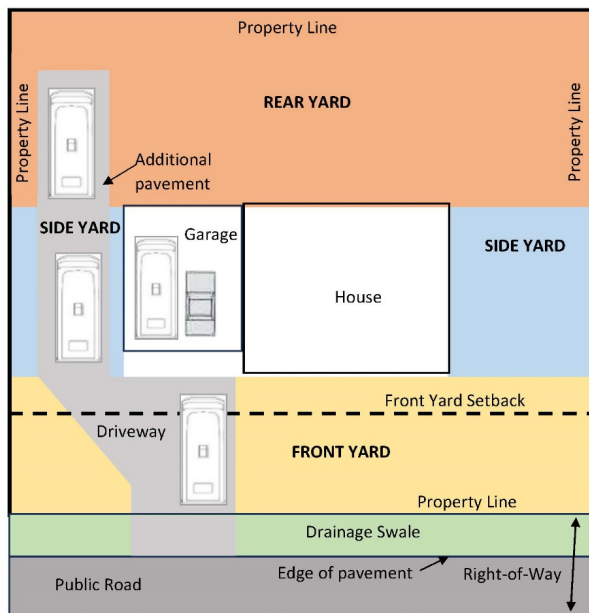 Property Line
REAR YARD
Property Line
Property Line
Additional
pavement
SIDE YARD
Garage
SIDE YARD
House
Front Yard Setback
Driveway
FRONT YARD
Property Line
Drainage Swale
Edge of pavement
Right-of-Way
Public Road